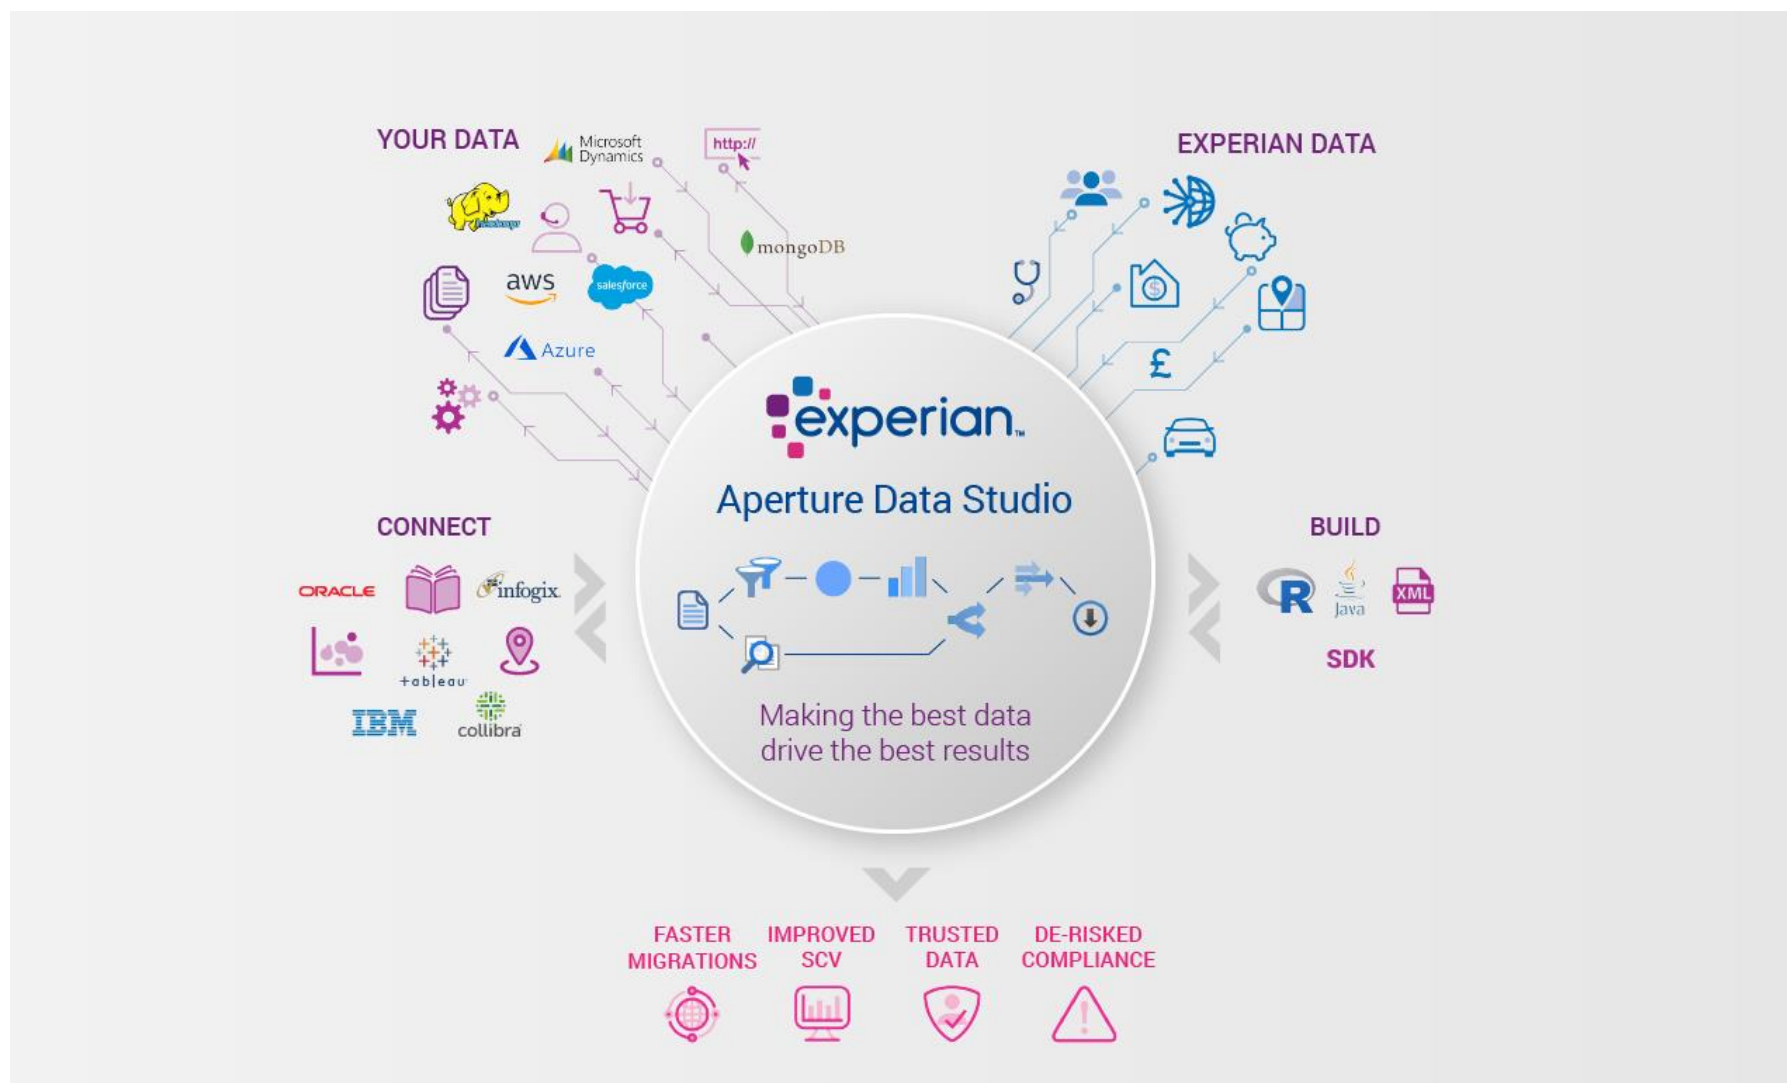 YOUR DATA
Microsoft
Dynamics
http://
EXPERIAN DATA
mongoDB
aws
salesforce
Azure
$
£
experian™
Aperture Data Studio
CONNECT
BUILD
ORACLE
infogix.
R
Java
XML
tableau
SDK
IBM
collibra
Making the best data
drive the best results
FASTER
MIGRATIONS
IMPROVED
SCV
TRUSTED
DATA
DE-RISKED
COMPLIANCE
!